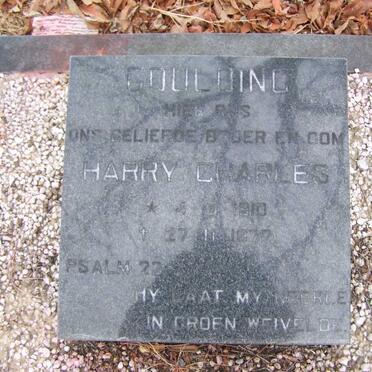 GOULDING
HIER RUS
ONS GELIEFDE BROER EN OOM
HARRY CHARLES
PSALM 23
HY LAAT MY NEERLÊ
IN GROEN WEIVELDE